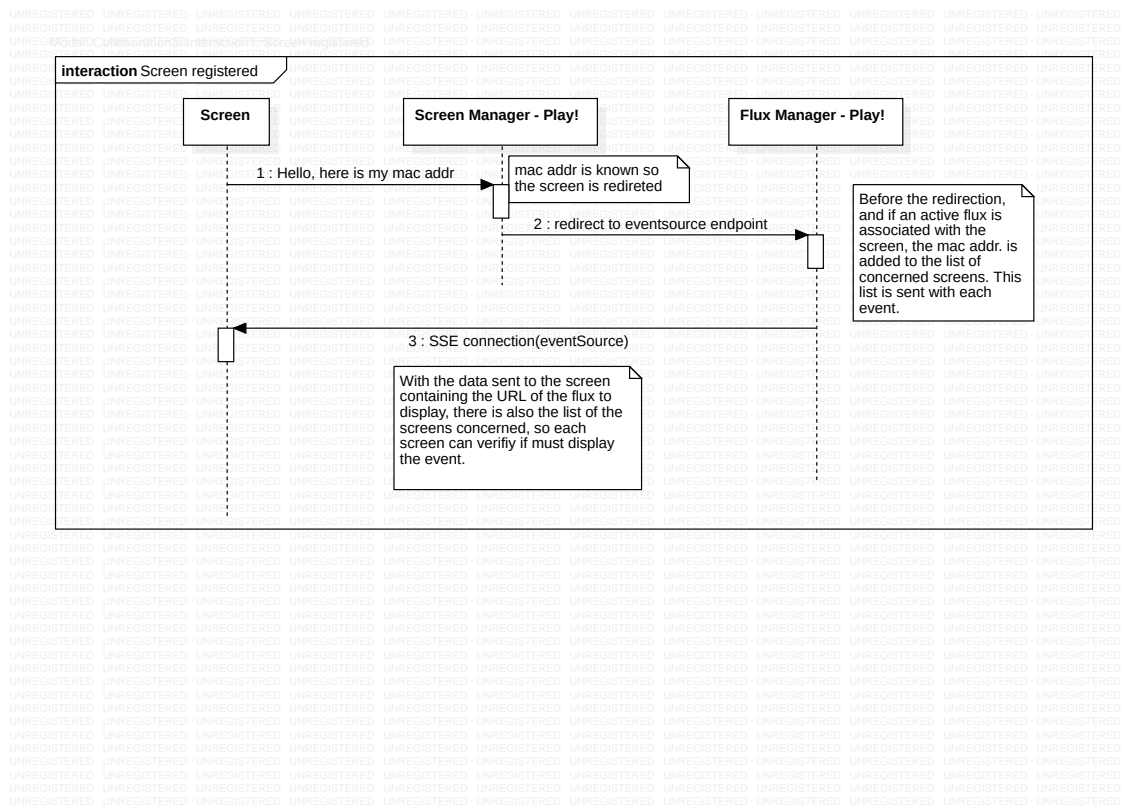 Model::Collaboration3::Interaction1::Screen registered
interaction Screen registered
Screen
Screen Manager - Play!
Flux Manager - Play!
1 : Hello, here is my mac addr
mac addr is known so
the screen is redireted
2 : redirect to eventsource endpoint
Before the redirection,
and if an active flux is
associated with the
screen, the mac addr. is
added to the list of
concerned screens. This
list is sent with each
event.
3 : SSE connection(eventSource)
With the data sent to the screen
containing the URL of the flux to
display, there is also the list of the
screens concerned, so each
screen can verifiy if must display
the event.
UNREGISTERED